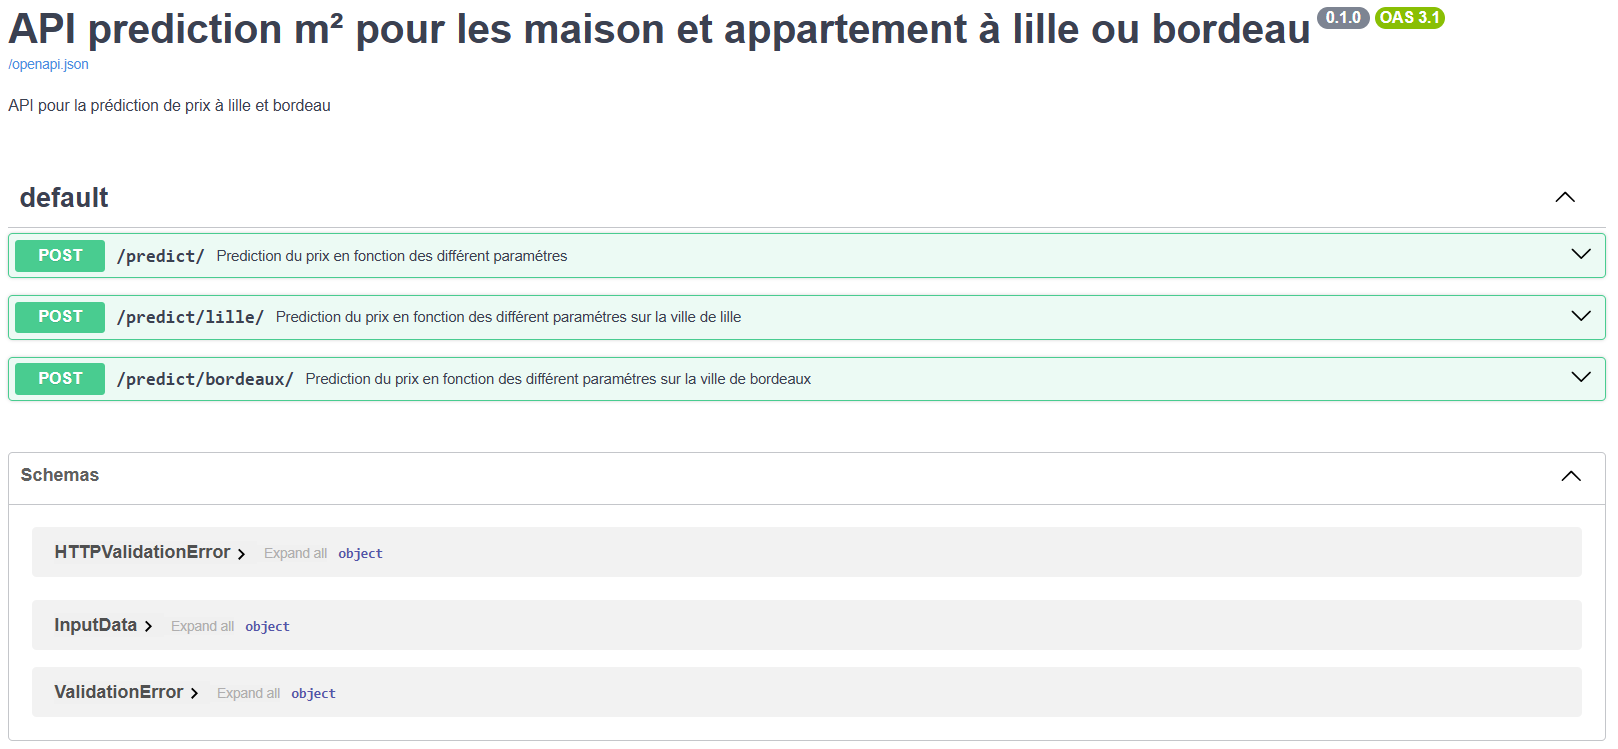 API prediction m² pour les maison et appartement à lille ou bordeau 0.1.0 OAS 3.1
/openapi.json
API pour la prédiction de prix à lille et bordeau
default
POST /predict/ Prediction du prix en fonction des différent paramétres
POST /predict/lille/ Prediction du prix en fonction des différent paramétres sur la ville de lille
POST /predict/bordeaux/ Prediction du prix en fonction des différent paramétres sur la ville de bordeaux
Schemas
HTTPValidationError Expand all object
InputData Expand all object
ValidationError Expand all object